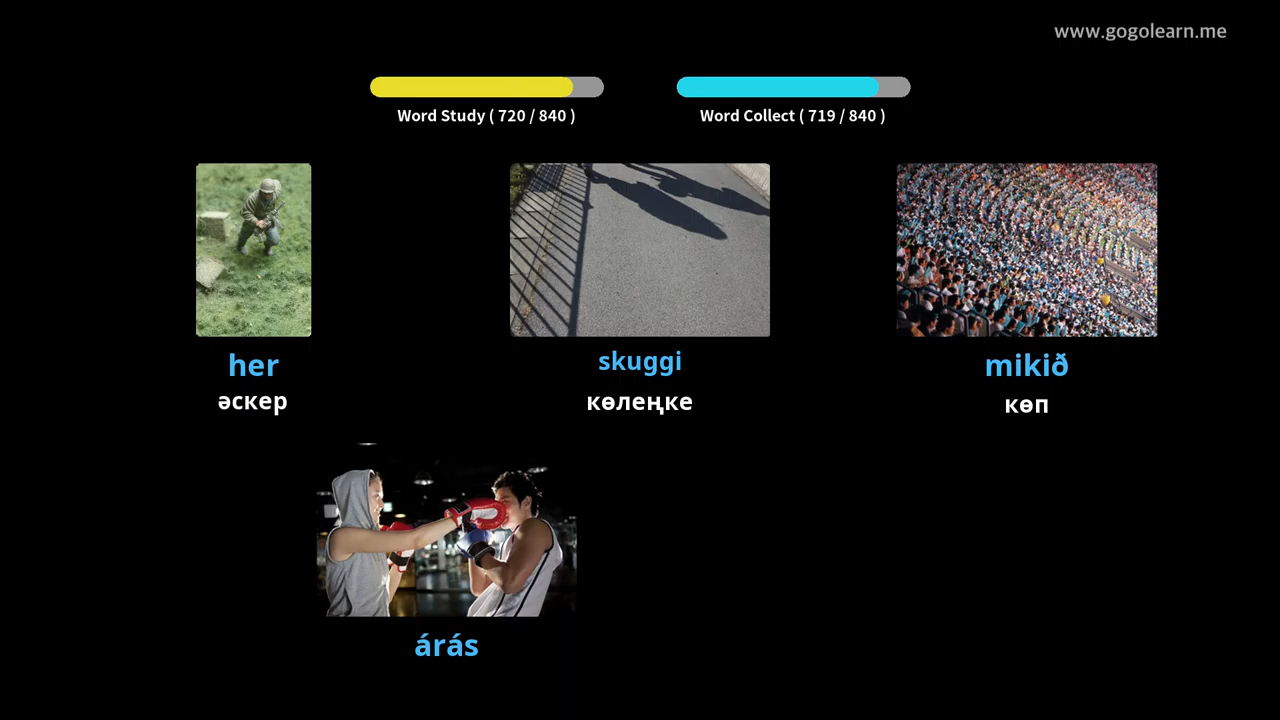 www.gogolearn.me
Word Study ( 720 / 840 )
Word Collect ( 719 / 840 )
her
skuggi
mikið
әскер
көлеңке
көп
árás